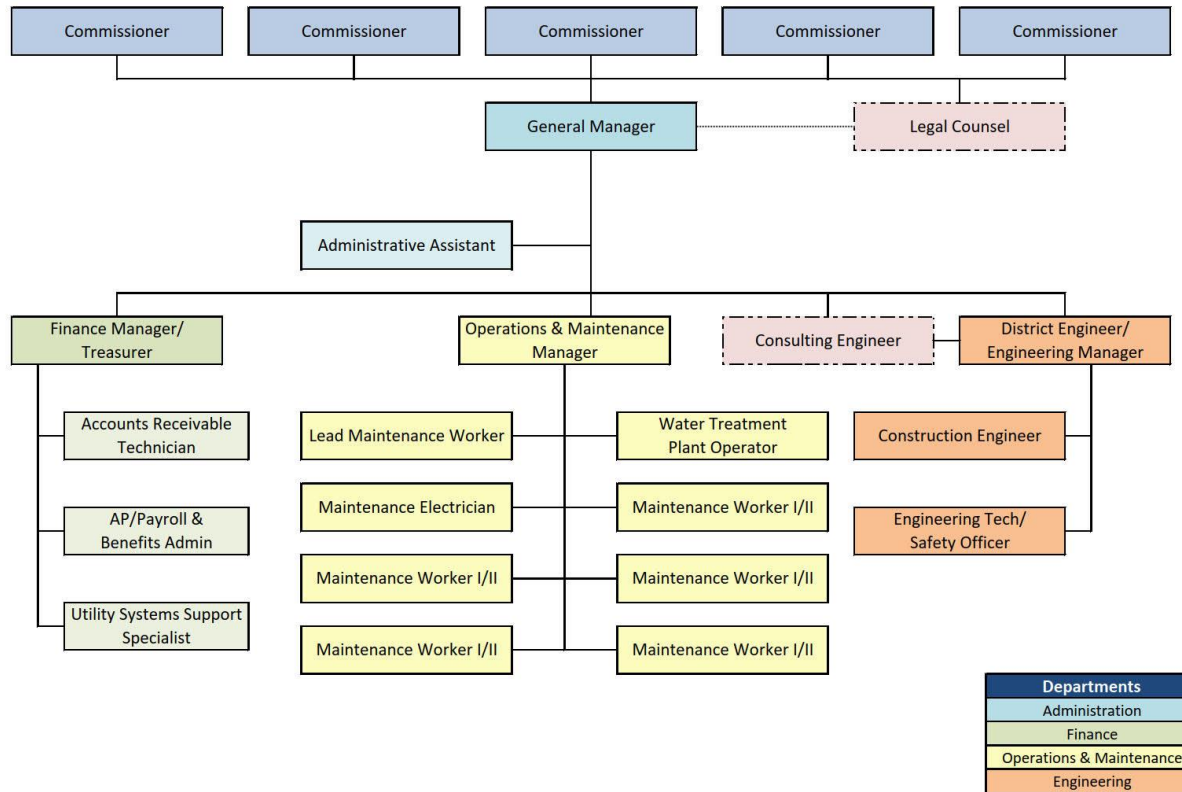 Commissioner
Commissioner
Commissioner
Commissioner
Commissioner
General Manager
Legal Counsel
Administrative Assistant
Finance Manager/
Treasurer
Operations & Maintenance
Manager
Consulting Engineer
District Engineer/
Engineering Manager
Accounts Receivable
Technician
Lead Maintenance Worker
Water Treatment
Plant Operator
Construction Engineer
AP/Payroll &
Benefits Admin
Maintenance Electrician
Maintenance Worker I/II
Engineering Tech/
Safety Officer
Maintenance Worker I/II
Maintenance Worker I/II
Utility Systems Support
Specialist
Maintenance Worker I/II
Maintenance Worker I/II
Departments
Administration
Finance
Operations & Maintenance
Engineering